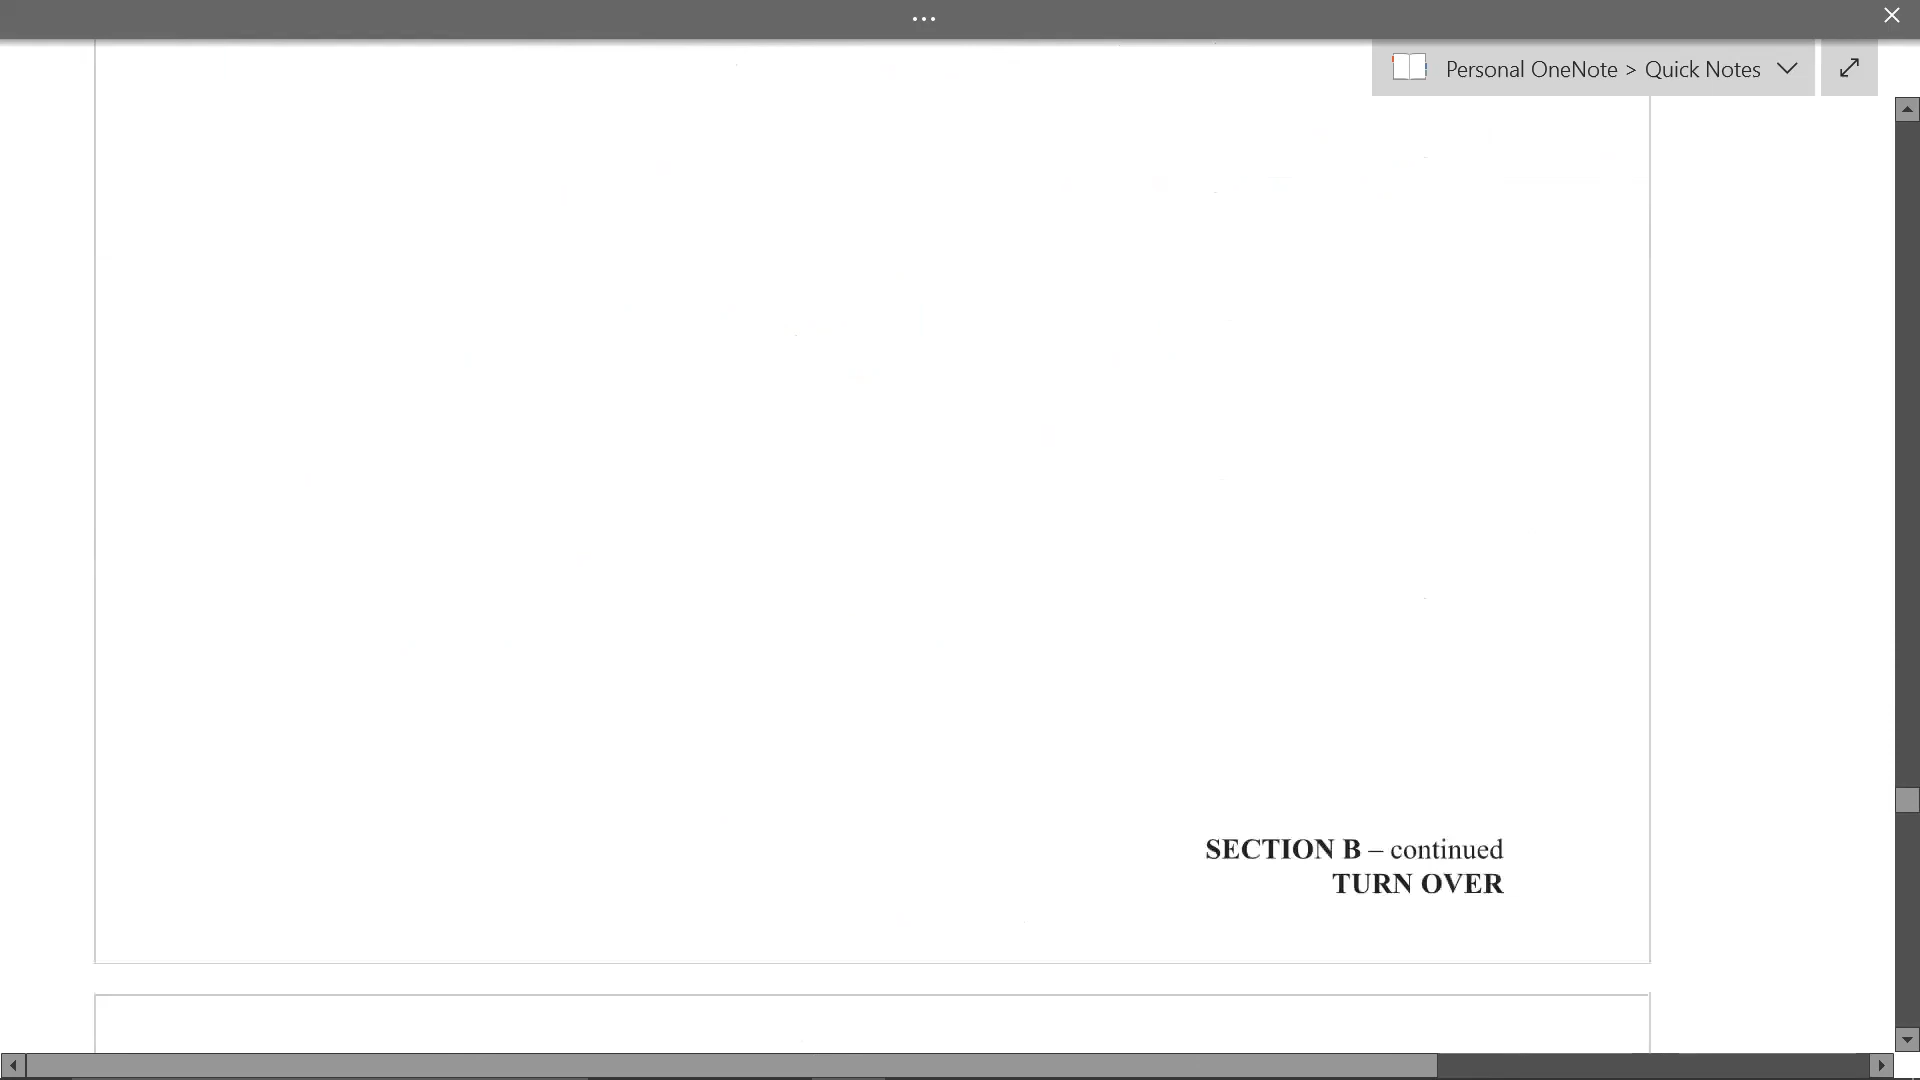 ...
Personal OneNote > Quick Notes
SECTION B – continued
TURN OVER